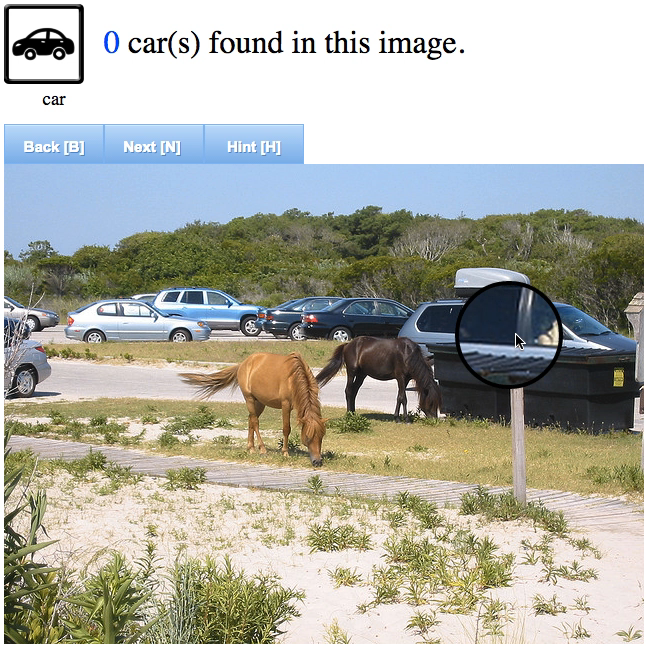 0 car(s) found in this image.
car
Back [B]
Next [N]
Hint [H]